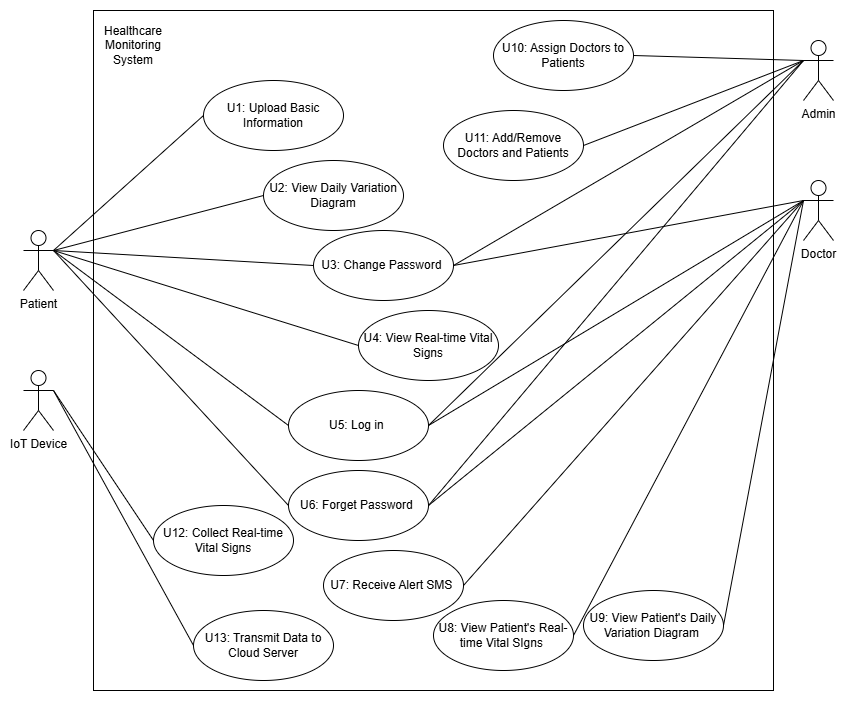 Healthcare
Monitoring
System
U10: Assign Doctors to
Patients
Admin
U1: Upload Basic
Information
U11: Add/Remove
Doctors and Patients
U2: View Daily Variation
Diagram
Doctor
U3: Change Password
Patient
U4: View Real-time Vital
Signs
U5: Log in
IoT Device
U6: Forget Password
U12: Collect Real-time
Vital Signs
U7: Receive Alert SMS
U13: Transmit Data to
Cloud Server
U8: View Patient's Real-
time Vital SIgns
U9: View Patient's Daily
Variation Diagram